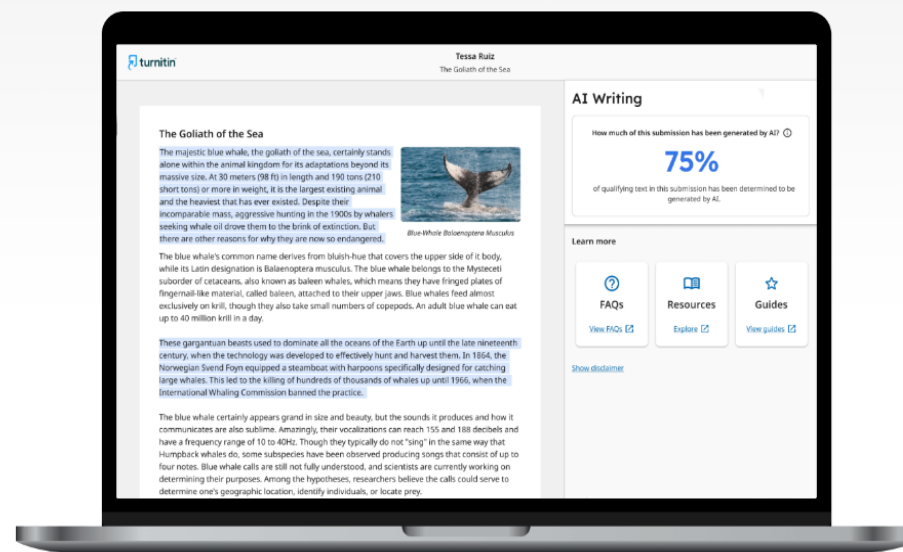 turnitin
Tessa Ruiz
The Goliath of the Sea
The Goliath of the Sea
The majestic blue whale, the goliath of the sea, certainly stands
alone within the animal kingdom for its adaptations beyond its
massive size. At 30 meters (98 ft) in length and 190 tons (210
short tons) or more in weight, it is the largest existing animal
and the heaviest that has ever existed. Despite their
incomparable mass, aggressive hunting in the 1900s by whalers
seeking whale oil drove them to the brink of extinction. But
there are other reasons for why they are now so endangered.
Blue-Whale Balaenoptera Musculus
The blue whale's common name derives from bluish-hue that covers the upper side of it body,
while its Latin designation is Balaenoptera musculus. The blue whale belongs to the Mysteceti
suborder of cetaceans, also known as baleen whales, which means they have fringed plates of
fingernail-like material, called baleen, attached to their upper jaws. Blue whales feed almost
exclusively on krill, though they also take small numbers of copepods. An adult blue whale can eat
up to 40 million krill in a day.
These gargantuan beasts used to dominate all the oceans of the Earth up until the late nineteenth
century, when the technology was developed to effectively hunt and harvest them. In 1864, the
Norwegian Svend Foyn equipped a steamboat with harpoons specifically designed for catching
large whales. This led to the killing of hundreds of thousands of whales up until 1966, when the
International Whaling Commission banned the practice.
The blue whale certainly appears grand in size and beauty, but the sounds it produces and how it
communicates are also sublime. Amazingly, their vocalizations can reach 155 and 188 decibels and
have a frequency range of 10 to 40Hz. Though they typically do not "sing" in the same way that
Humpback whales do, some subspecies have been observed producing songs that consist of up to
four notes. Blue whale calls are still not fully understood, and scientists are currently working on
determining their purposes. Among the hypotheses, researchers believe the calls could serve to
determine one's geographic location, identify individuals, or locate prey.
AI Writing
How much of this submission has been generated by AI?
75%
of qualifying text in this submission has been determined to be
generated by AI.
Learn more
FAQs
View FAQs
Resources
Explore
Guides
View guides
Show disclaimer